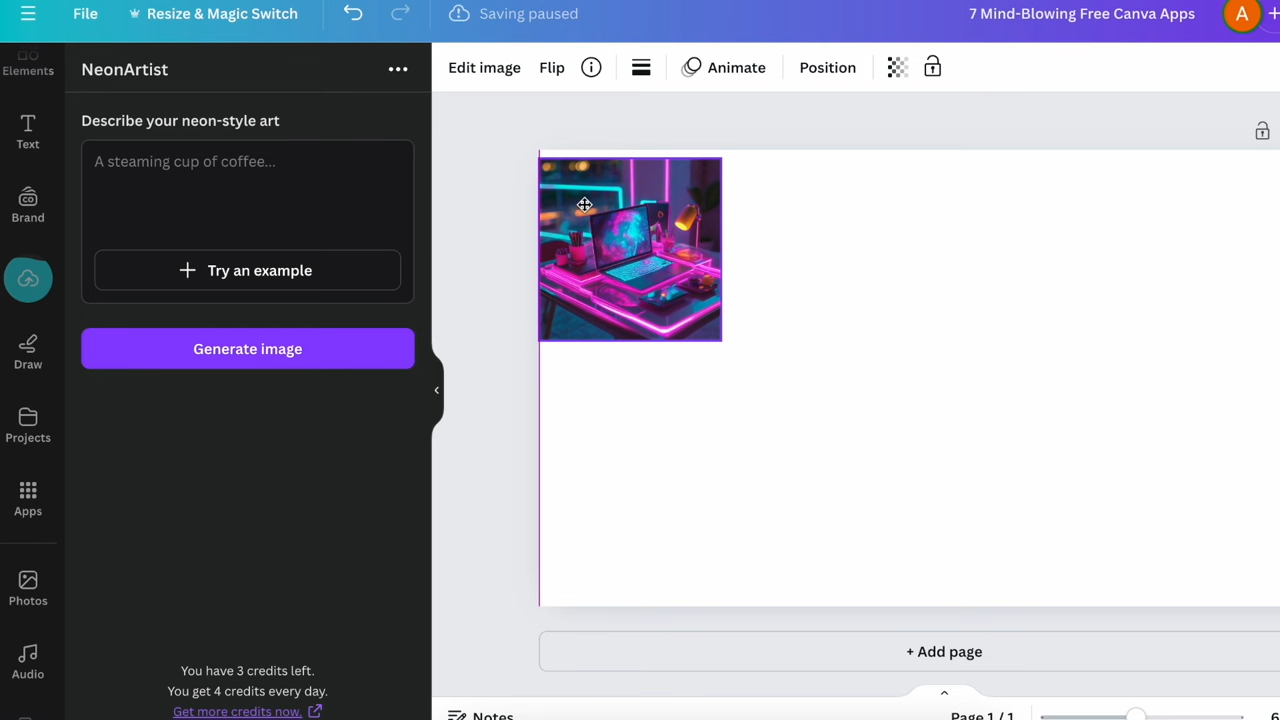 File
Resize & Magic Switch
Saving paused
7 Mind-Blowing Free Canva Apps
A
Elements
Text
Brand
Draw
Projects
Apps
Photos
Audio
NeonArtist
Describe your neon-style art
A steaming cup of coffee...
Try an example
Generate image
You have 3 credits left.
You get 4 credits every day.
Get more credits now.
Edit image
Flip
Animate
Position
+ Add page
Notes
Page 1 / 1